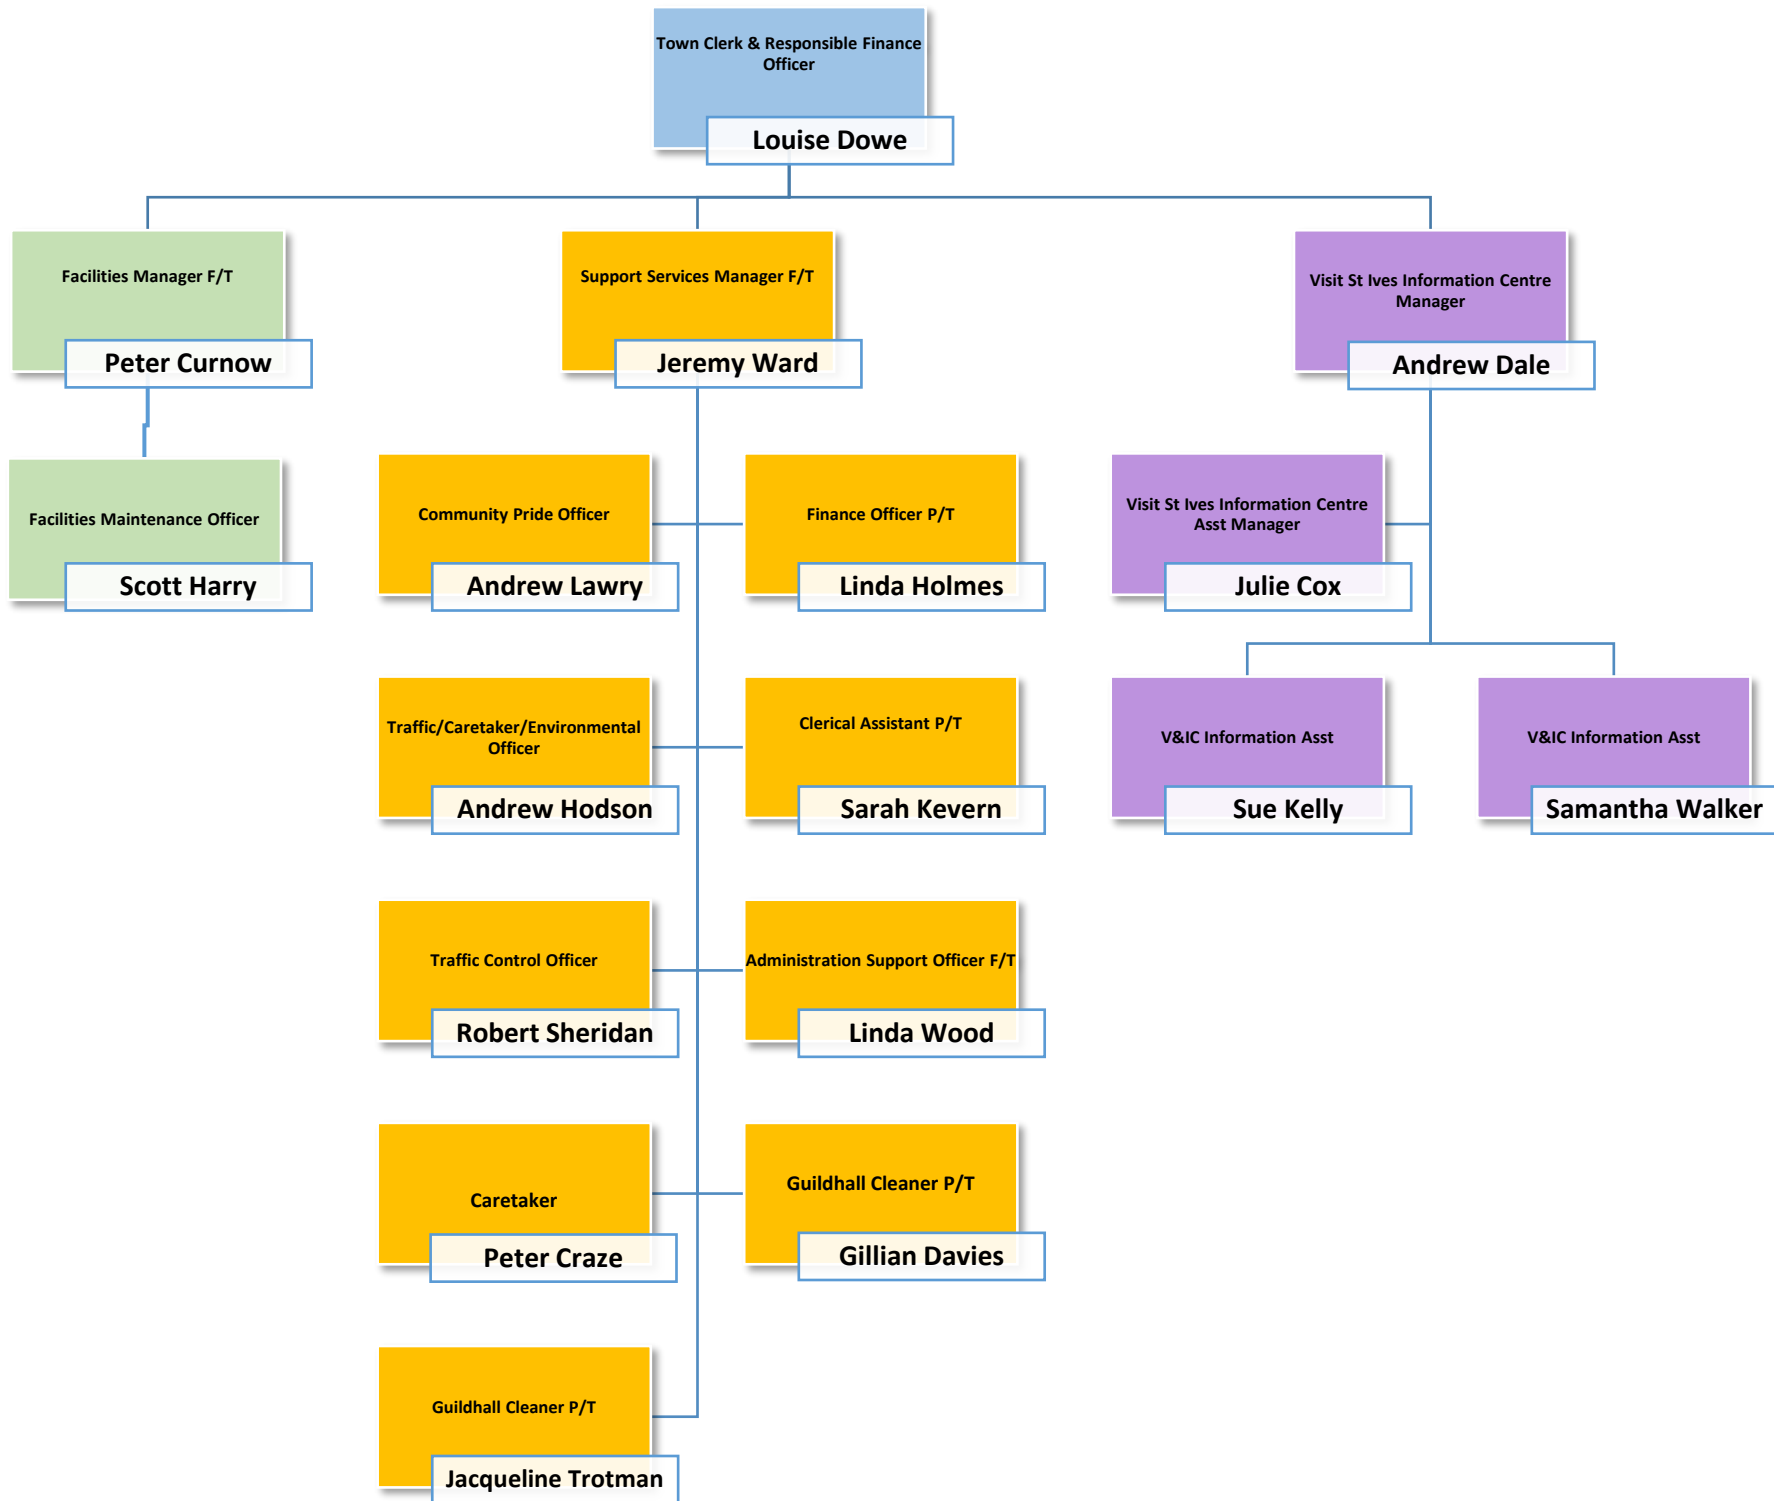 Town Clerk & Responsible Finance
Officer
Louise Dowe
Facilities Manager F/T
Peter Curnow
Support Services Manager F/T
Jeremy Ward
Visit St Ives Information Centre
Manager
Andrew Dale
Facilities Maintenance Officer
Scott Harry
Community Pride Officer
Andrew Lawry
Finance Officer P/T
Linda Holmes
Visit St Ives Information Centre
Asst Manager
Julie Cox
Traffic/Caretaker/Environmental
Officer
Andrew Hodson
Clerical Assistant P/T
Sarah Kevern
V&IC Information Asst
Sue Kelly
V&IC Information Asst
Samantha Walker
Traffic Control Officer
Robert Sheridan
Administration Support Officer F/T
Linda Wood
Caretaker
Peter Craze
Guildhall Cleaner P/T
Gillian Davies
Guildhall Cleaner P/T
Jacqueline Trotman